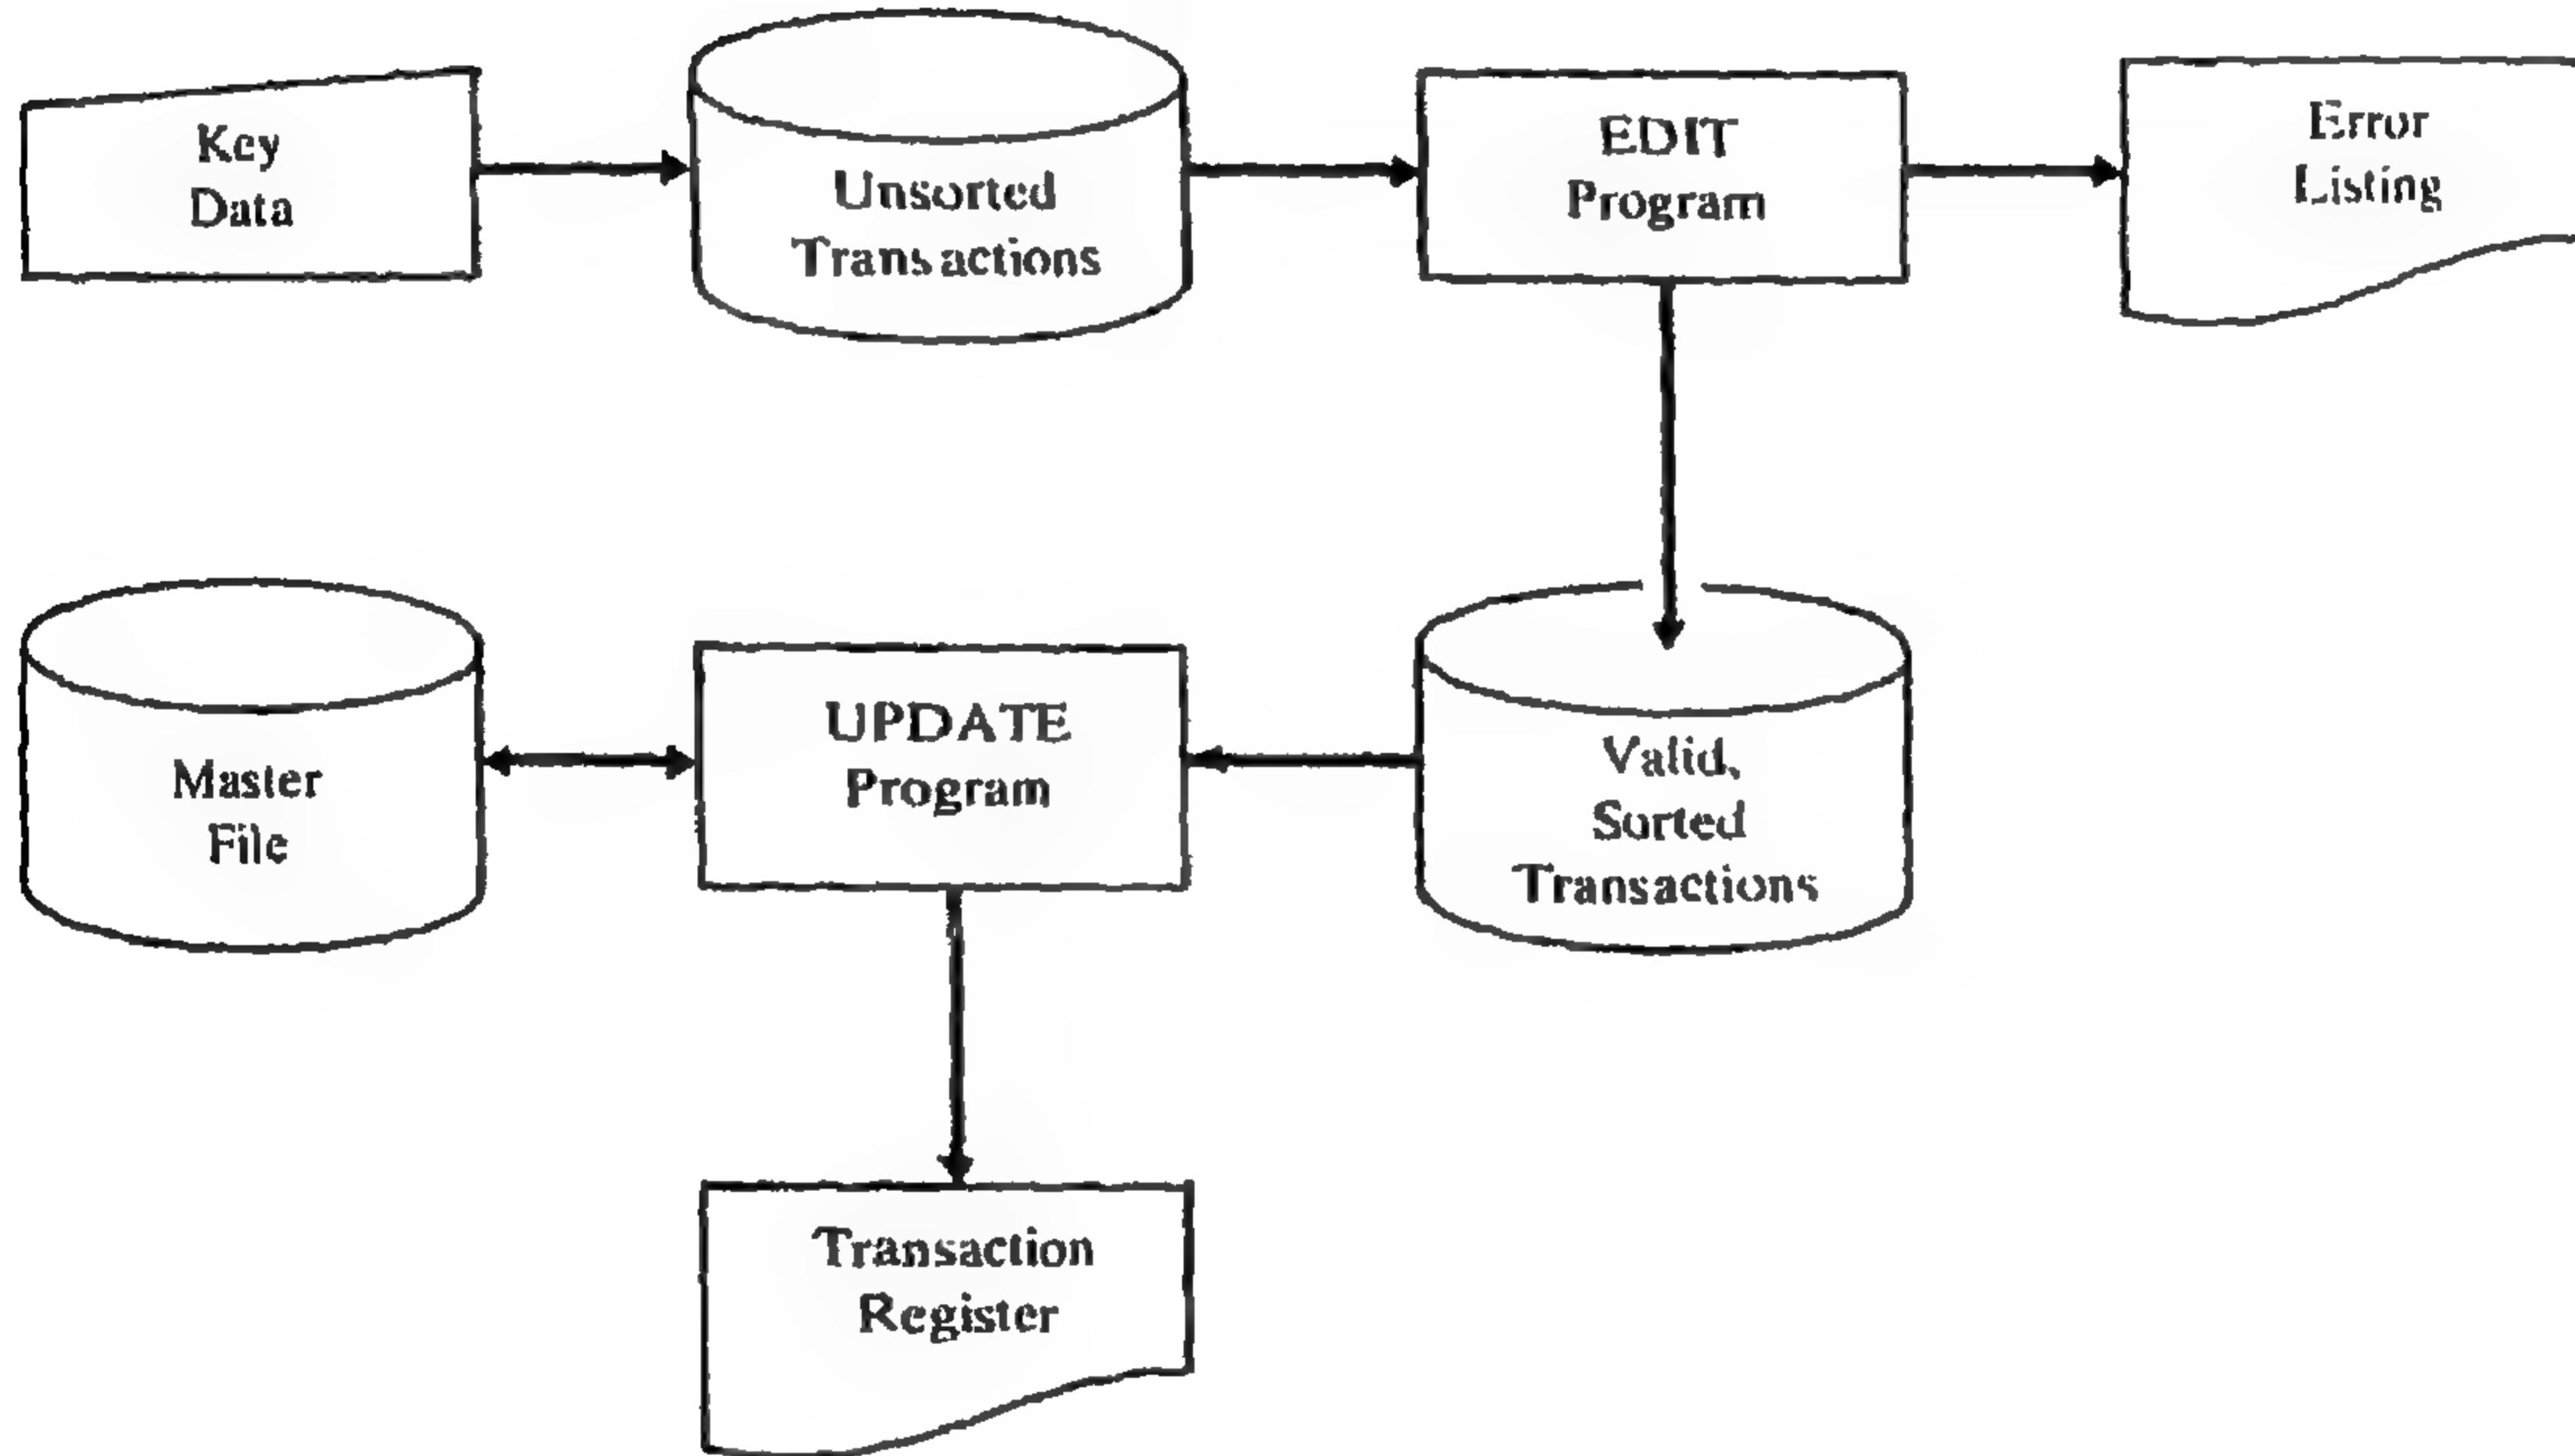 Key
Data
Unsorted
Transactions
EDIT
Program
Error
Listing
Master
File
UPDATE
Program
Valid,
Sorted
Transactions
Transaction
Register